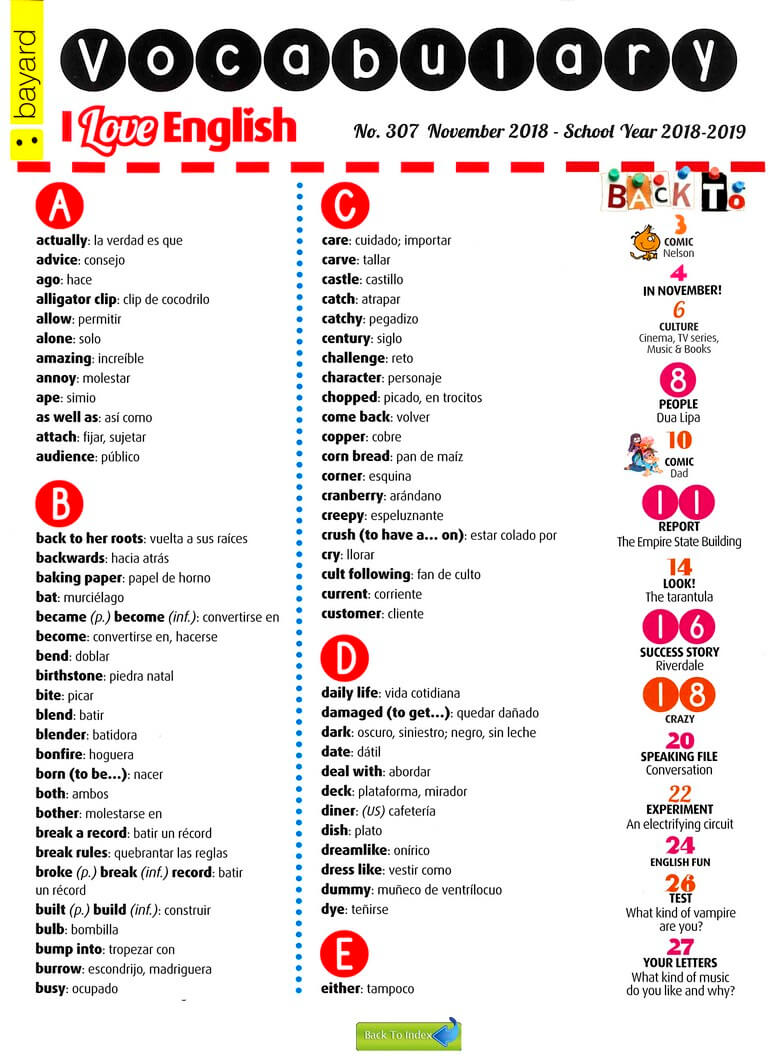 bayard
Vocabulary
I Love English
No. 307 November 2018 - School Year 2018-2019
A
actually: la verdad es que
advice: consejo
ago: hace
alligator clip: clip de cocodrilo
allow: permitir
alone: solo
amazing: increíble
annoy: molestar
ape: simio
as well as: así como
attach: fijar, sujetar
audience: público
B
back to her roots: vuelta a sus raíces
backwards: hacia atrás
baking paper: papel de horno
bat: murciélago
became (p.) become (inf.): convertirse en
become: convertirse en, hacerse
bend: doblar
birthstone: piedra natal
bite: picar
blend: batir
blender: batidora
bonfire: hoguera
born (to be...): nacer
both: ambos
bother: molestarse en
break a record: batir un récord
break rules: quebrantar las reglas
broke (p.) break (inf.) record: batir
un récord
built (p.) build (inf.): construir
bulb: bombilla
bump into: tropezar con
burrow: escondrijo, madriguera
busy: ocupado
C
care: cuidado; importar
carve: tallar
castle: castillo
catch: atrapar
catchy: pegadizo
century: siglo
challenge: reto
character: personaje
chopped: picado, en trocitos
come back: volver
copper: cobre
corn bread: pan de maíz
corner: esquina
cranberry: arándano
creepy: espeluznante
crush (to have a... on): estar colado por
cry: llorar
cult following: fan de culto
current: corriente
customer: cliente
D
daily life: vida cotidiana
damaged (to get...): quedar dañado
dark: oscuro, siniestro; negro, sin leche
date: dátil
deal with: abordar
deck: plataforma, mirador
diner: (US) cafetería
dish: plato
dreamlike: onírico
dress like: vestir como
dummy: muñeco de ventrílocuo
dye: teñirse
E
either: tampoco
BACK To
3
COMIC
Nelson
4
IN NOVEMBER!
6
CULTURE
Cinema, TV series,
Music & Books
8
PEOPLE
Dua Lipa
10
COMIC
Dad
11
REPORT
The Empire State Building
14
LOOK!
The tarantula
16
SUCCESS STORY
Riverdale
18
CRAZY
20
SPEAKING FILE
Conversation
22
EXPERIMENT
An electrifying circuit
24
ENGLISH FUN
26
TEST
What kind of vampire
are you?
27
YOUR LETTERS
What kind of music
do you like and why?
Back To Index